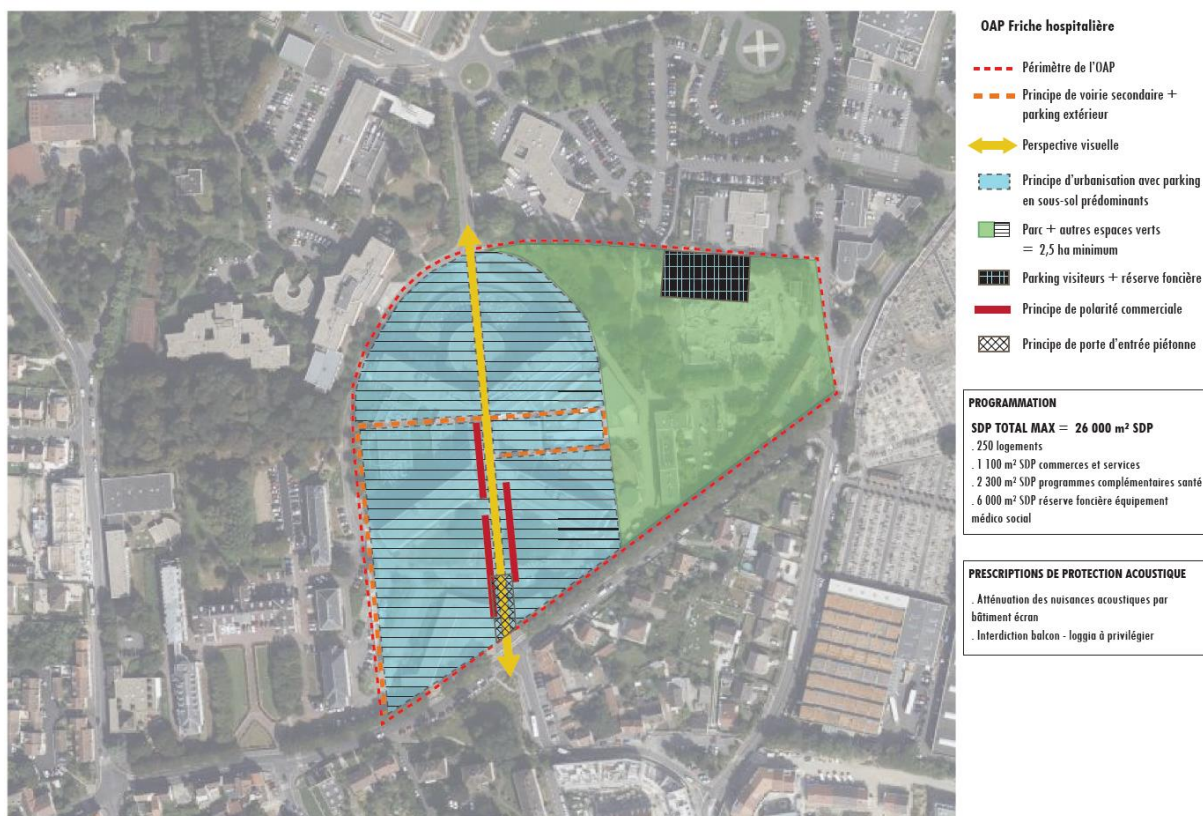 OAP Friche hospitalière
Périmètre de l'OAP
Principe de voirie secondaire +
parking extérieur
Perspective visuelle
Principe d'urbanisation avec parking
en sous-sol prédominants
Parc + autres espaces verts
= 2,5 ha minimum
Parking visiteurs + réserve foncière
Principe de polarité commerciale
Principe de porte d'entrée piétonne
PROGRAMMATION
SDP TOTAL MAX = 26 000 m² SDP
. 250 logements
. 1 100 m² SDP commerces et services
. 2 300 m² SDP programmes complémentaires santé
. 6 000 m² SDP réserve foncière équipement
médico social
PRESCRIPTIONS DE PROTECTION ACOUSTIQUE
. Atténuation des nuisances acoustiques par
bâtiment écran
. Interdiction balcon - loggia à privilégier